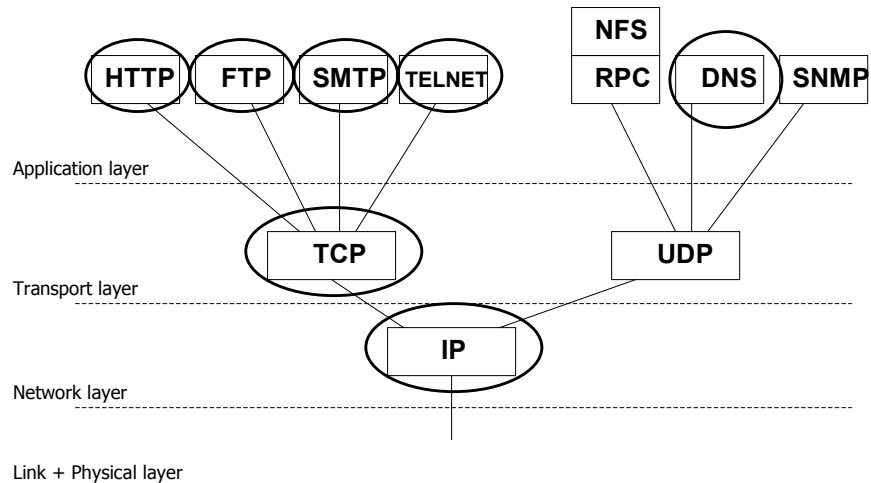 NFS
HTTP FTP SMTP TELNET RPC DNS SNMP
Application layer
TCP UDP
Transport layer
IP
Network layer
Link + Physical layer